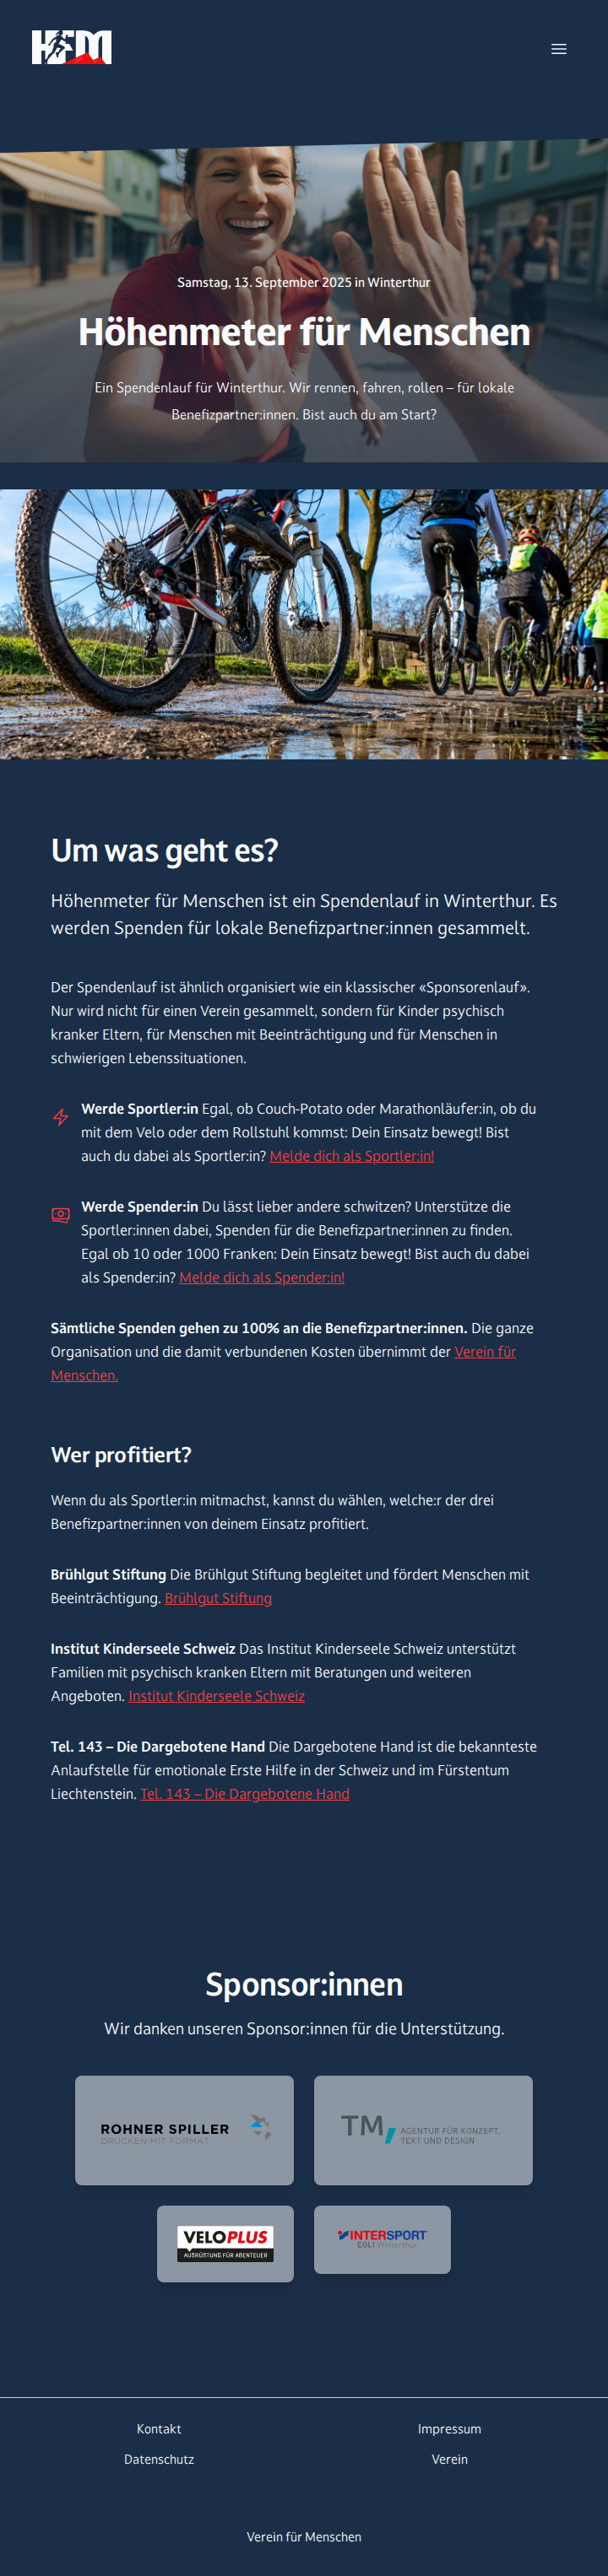 HFM
Samstag, 13. September 2025 in Winterthur
Höhenmeter für Menschen
Ein Spendenlauf für Winterthur. Wir rennen, fahren, rollen – für lokale
Benefizpartner:innen. Bist auch du am Start?
Um was geht es?
Höhenmeter für Menschen ist ein Spendenlauf in Winterthur. Es
werden Spenden für lokale Benefizpartner:innen gesammelt.
Der Spendenlauf ist ähnlich organisiert wie ein klassischer «Sponsorenlauf».
Nur wird nicht für einen Verein gesammelt, sondern für Kinder psychisch
kranker Eltern, für Menschen mit Beeinträchtigung und für Menschen in
schwierigen Lebenssituationen.
Werde Sportler:in Egal, ob Couch-Potato oder Marathonläufer:in, ob du
mit dem Velo oder dem Rollstuhl kommst: Dein Einsatz bewegt! Bist
auch du dabei als Sportler:in? Melde dich als Sportler:in!
Werde Spender:in Du lässt lieber andere schwitzen? Unterstütze die
Sportler:innen dabei, Spenden für die Benefizpartner:innen zu finden.
Egal ob 10 oder 1000 Franken: Dein Einsatz bewegt! Bist auch du dabei
als Spender:in? Melde dich als Spender:in!
Sämtliche Spenden gehen zu 100% an die Benefizpartner:innen. Die ganze
Organisation und die damit verbundenen Kosten übernimmt der Verein für
Menschen.
Wer profitiert?
Wenn du als Sportler:in mitmachst, kannst du wählen, welche:r der drei
Benefizpartner:innen von deinem Einsatz profitiert.
Brühlgut Stiftung Die Brühlgut Stiftung begleitet und fördert Menschen mit
Beeinträchtigung. Brühlgut Stiftung
Institut Kinderseele Schweiz Das Institut Kinderseele Schweiz unterstützt
Familien mit psychisch kranken Eltern mit Beratungen und weiteren
Angeboten. Institut Kinderseele Schweiz
Tel. 143 – Die Dargebotene Hand Die Dargebotene Hand ist die bekannteste
Anlaufstelle für emotionale Erste Hilfe in der Schweiz und im Fürstentum
Liechtenstein. Tel. 143 – Die Dargebotene Hand
Sponsor:innen
Wir danken unseren Sponsor:innen für die Unterstützung.
ROHNER SPILLER
DRUCKEN MIT FORMAT
TM
AGENTUR FÜR KONZEPT,
TEXT UND DESIGN
VELOPLUS
AUSRÜSTUNG FÜR ABENTEUER
INTERSPORT
EGLI Winterthur
Kontakt
Impressum
Datenschutz
Verein
Verein für Menschen